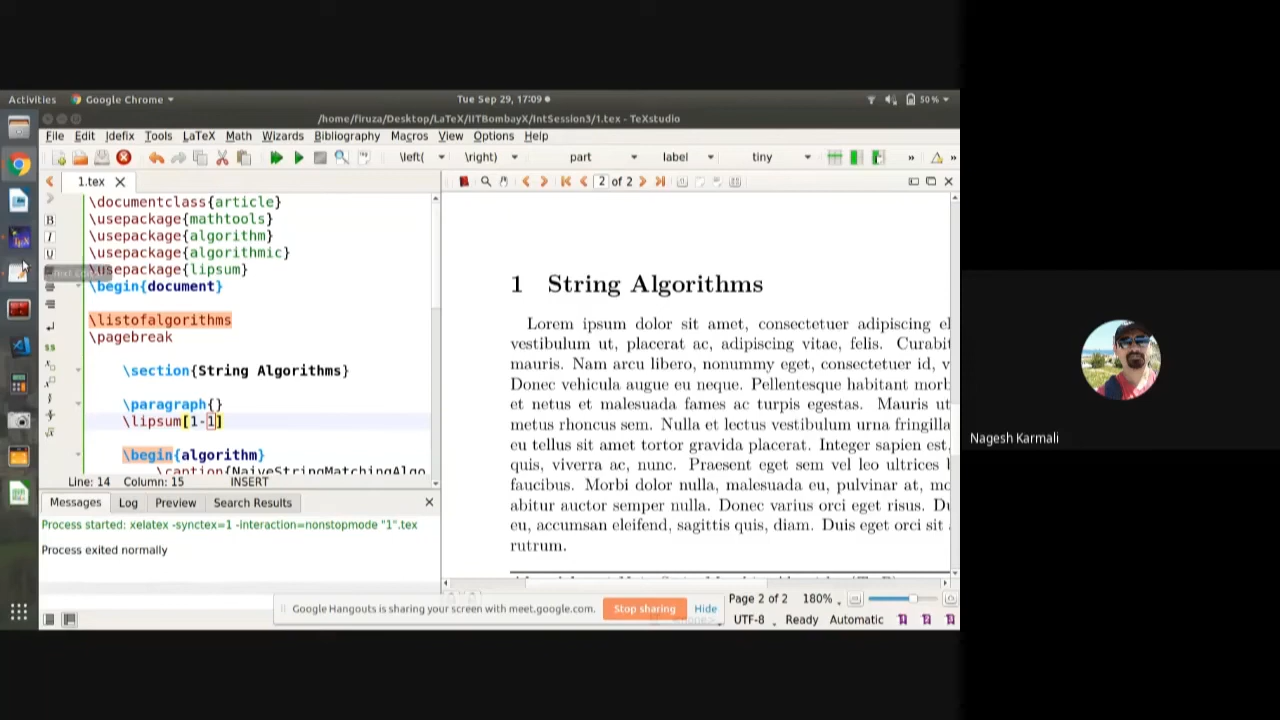 Activities Google Chrome Tue Sep 29, 17:09 50%
/home/firuza/Desktop/LaTeX/IITBombayX/IntSession3/1.tex - TeXstudio
File Edit Idefix Tools LaTeX Math Wizards Bibliography Macros View Options Help
\left( \right) part label tiny
1.tex
2 of 2
\documentclass{article}
\usepackage{mathtools}
\usepackage{algorithm}
\usepackage{algorithmic}
\usepackage{lipsum}
\begin{document}
\listofalgorithms
\pagebreak
\section{String Algorithms}
\paragraph{}
\lipsum[1-1]
\begin{algorithm}
\caption{NaiveStringMatchingAlgo
Line: 14 Column: 15 INSERT
Messages Log Preview Search Results
Process started: xelatex -synctex=1 -interaction=nonstopmode "1".tex
Process exited normally
1 String Algorithms
Lorem ipsum dolor sit amet, consectetuer adipiscing el
vestibulum ut, placerat ac, adipiscing vitae, felis. Curabit
mauris. Nam arcu libero, nonummy eget, consectetuer id, v
Donec vehicula augue eu neque. Pellentesque habitant morb
et netus et malesuada fames ac turpis egestas. Mauris ut
metus rhoncus sem. Nulla et lectus vestibulum urna fringilla
eu tellus sit amet tortor gravida placerat. Integer sapien est,
quis, viverra ac, nunc. Praesent eget sem vel leo ultrices
faucibus. Morbi dolor nulla, malesuada eu, pulvinar at, mo
abitur auctor semper nulla. Donec varius orci eget risus. Du
eu, accumsan eleifend, sagittis quis, diam. Duis eget orci sit
rutrum.
Google Hangouts is sharing your screen with meet.google.com. Stop sharing Hide
Page 2 of 2 180%
UTF-8 Ready Automatic
Nagesh Karmali